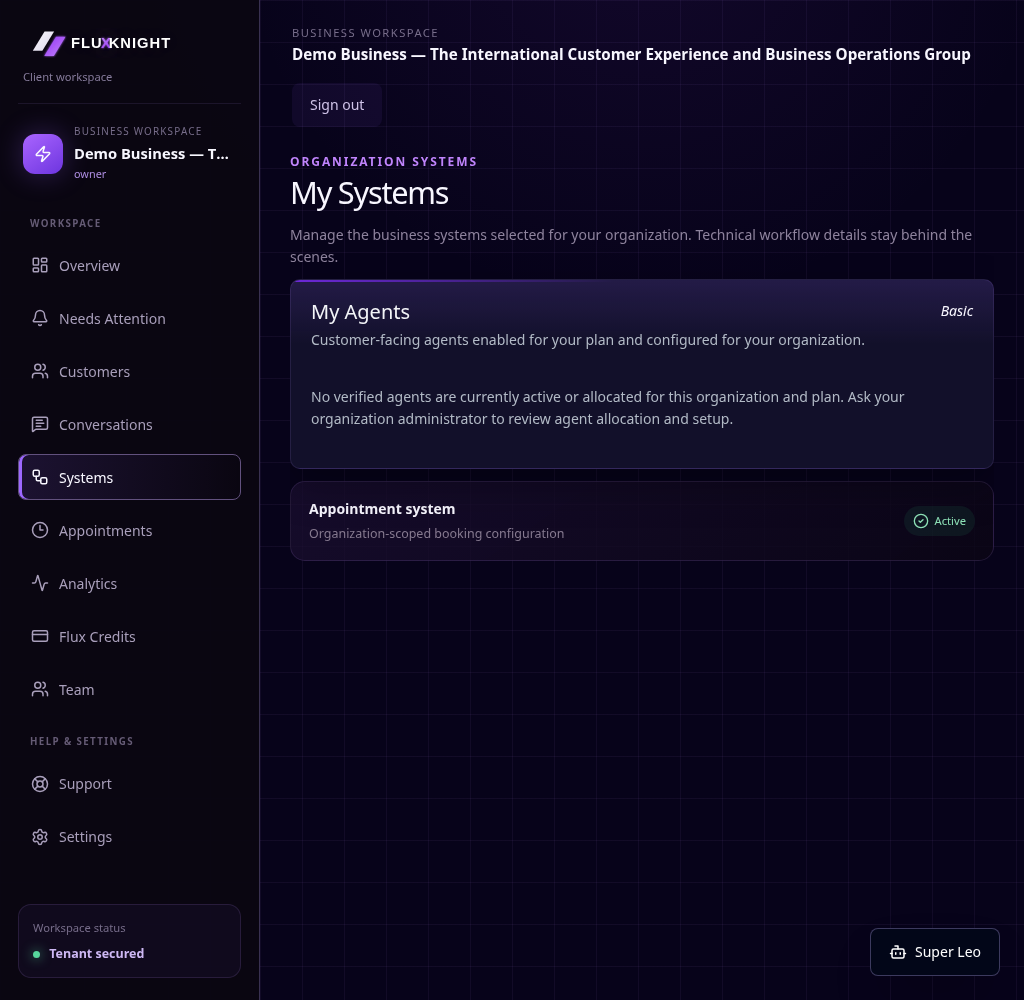 FLUXKNIGHT
Client workspace
BUSINESS WORKSPACE
Demo Business — T...
owner
WORKSPACE
Overview
Needs Attention
Customers
Conversations
Systems
Appointments
Analytics
Flux Credits
Team
HELP & SETTINGS
Support
Settings
Workspace status
Tenant secured
BUSINESS WORKSPACE
Demo Business — The International Customer Experience and Business Operations Group
Sign out
ORGANIZATION SYSTEMS
My Systems
Manage the business systems selected for your organization. Technical workflow details stay behind the
scenes.
My Agents
Basic
Customer-facing agents enabled for your plan and configured for your organization.
No verified agents are currently active or allocated for this organization and plan. Ask your
organization administrator to review agent allocation and setup.
Appointment system
Organization-scoped booking configuration
Active
Super Leo